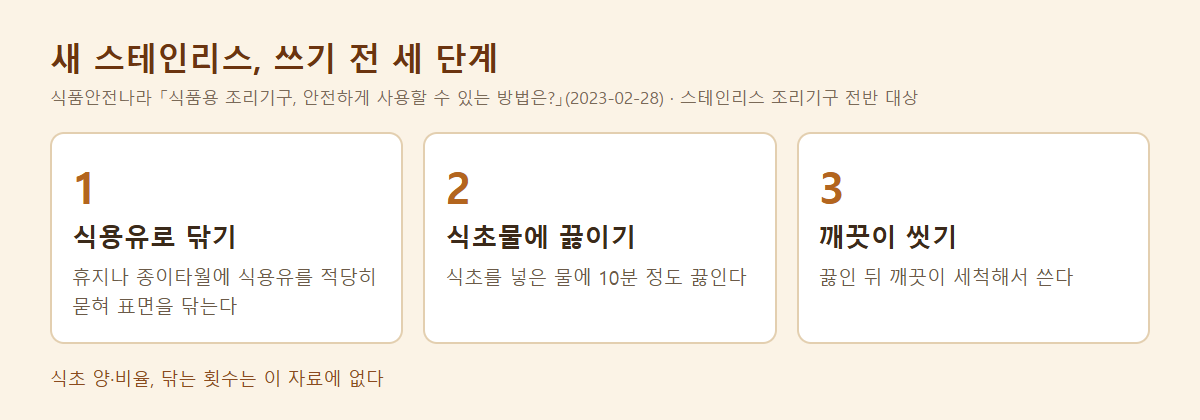 새 스테인리스, 쓰기 전 세 단계
식품안전나라 「식품용 조리기구, 안전하게 사용할 수 있는 방법은?」(2023-02-28) · 스테인리스 조리기구 전반 대상
1
식용유로 닦기
휴지나 종이타월에 식용유를 적당히
묻혀 표면을 닦는다
2
식초물에 끓이기
식초를 넣은 물에 10분 정도 끓인다
3
깨끗이 씻기
끓인 뒤 깨끗이 세척해서 쓴다
식초 양·비율, 닦는 횟수는 이 자료에 없다